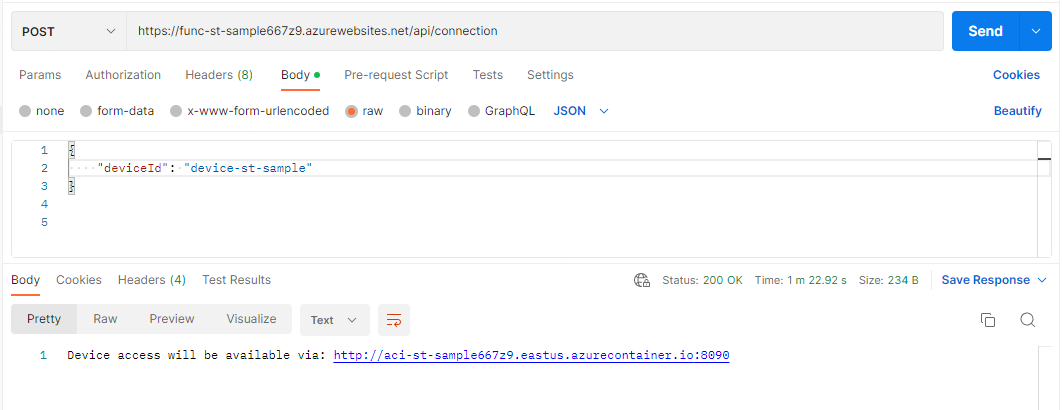 POST https://func-st-sample667z9.azurewebsites.net/api/connection Send
Params Authorization Headers (8) Body Pre-request Script Tests Settings Cookies
none form-data x-www-form-urlencoded raw binary GraphQL JSON Beautify
1 {
2 ····"deviceId":·"device-st-sample"
3 }
4
5
Body Cookies Headers (4) Test Results Status: 200 OK Time: 1 m 22.92 s Size: 234 B Save Response
Pretty Raw Preview Visualize Text
1 Device access will be available via: http://aci-st-sample667z9.eastus.azurecontainer.io:8090